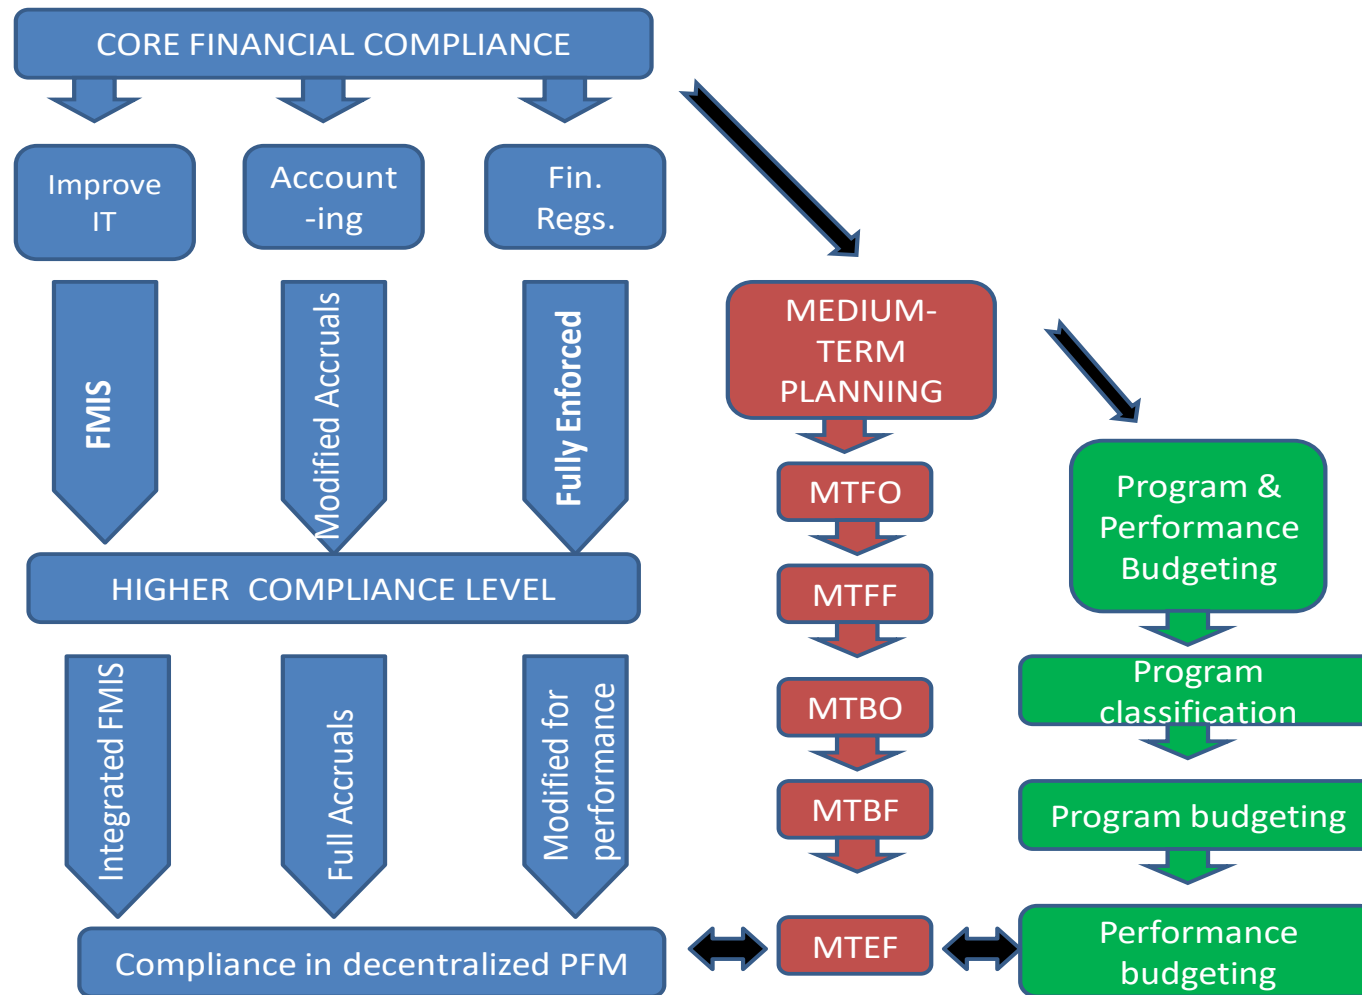 CORE FINANCIAL COMPLIANCE
Improve
IT
Account
-ing
Fin.
Regs.
FMIS
Modified Accruals
Fully Enforced
HIGHER COMPLIANCE LEVEL
Integrated FMIS
Full Accruals
Modified for
performance
Compliance in decentralized PFM
MEDIUM-
TERM
PLANNING
MTFO
MTFF
MTBO
MTBF
MTEF
Program &
Performance
Budgeting
Program
classification
Program budgeting
Performance
budgeting